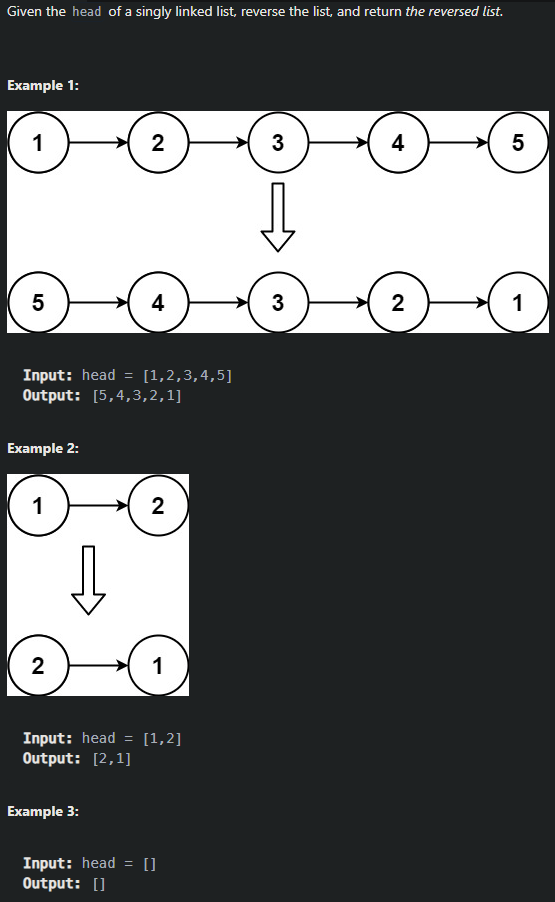 Given the head of a singly linked list, reverse the list, and return the reversed list.
Example 1:
1 2 3 4 5
5 4 3 2 1
Input: head = [1,2,3,4,5]
Output: [5,4,3,2,1]
Example 2:
1 2
2 1
Input: head = [1,2]
Output: [2,1]
Example 3:
Input: head = []
Output: []